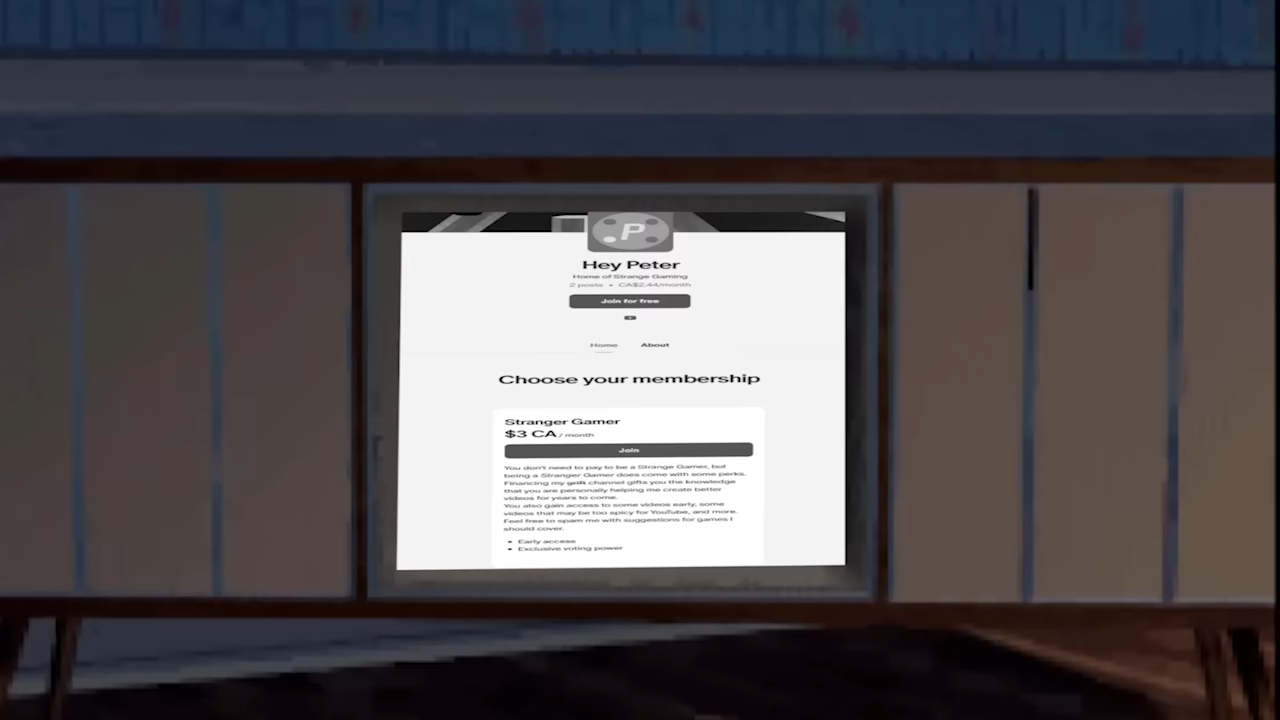 P
Hey Peter
Home of Strange Gaming
2 posts • CA$2.44/month
Join for free
Home About
Choose your membership
Stranger Gamer
$3 CA / month
Join
You don't need to pay to be a Strange Gamer, but
being a Stranger Gamer does come with some perks.
Financing my grift channel gifts you the knowledge
that you are personally helping me create better
videos for years to come.
You also gain access to some videos early, some
videos that may be too spicy for YouTube, and more.
Feel free to spam me with suggestions for games I
should cover.
• Early access
• Exclusive voting power